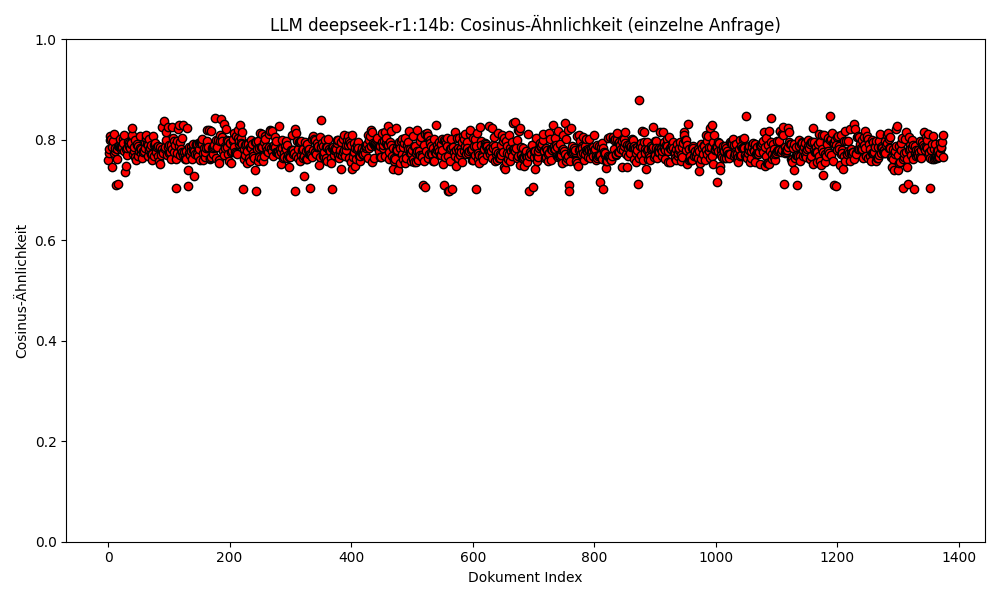 LLM deepseek-r1:14b: Cosinus-Ähnlichkeit (einzelne Anfrage)
Cosinus-Ähnlichkeit
1.0
0.8
0.6
0.4
0.2
0.0
0 200 400 600 800 1000 1200 1400
Dokument Index